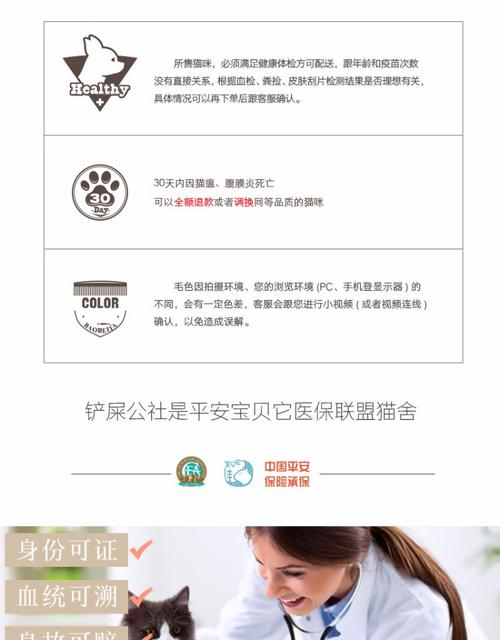 Healthy
所售猫咪，必须满足健康体检方可配送，跟年龄和疫苗次数
没有直接关系，根据血检、粪捡、皮肤刮片检测结果是否理想有关，
具体情况可以再下单后跟客服确认。
30
Day
30天内因猫瘟、腹膜炎死亡
可以全额退款或者调换同等品质的猫咪
COLOR
BAOBEITA
毛色因拍摄环境、您的浏览环境(PC、手机登显示器)的
不同，会有一定色差，客服会跟您进行小视频(或者视频连线)
确认，以免造成误解。
铲屎公社是平安宝贝它医保联盟猫舍
中国平安
保险承保
身份可证
血统可溯
身故可赔